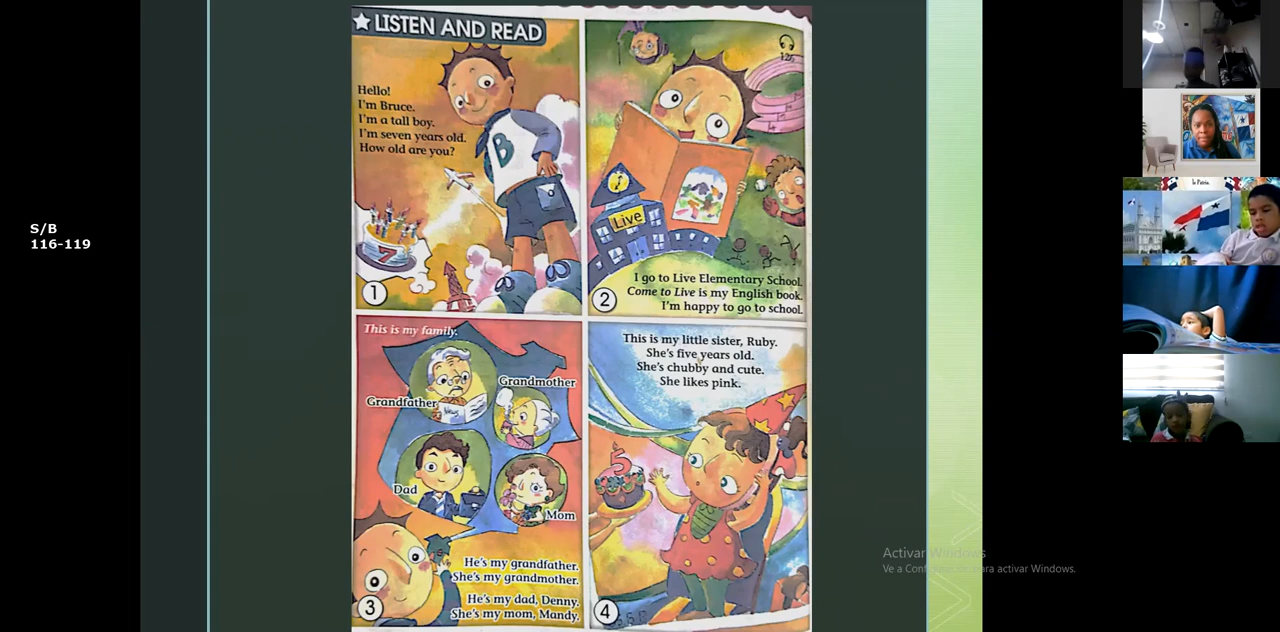 S/B
116-119
LISTEN AND READ
Hello!
I'm Bruce.
I'm a tall boy.
I'm seven years old.
How old are you?
B
7
1
126
Live
I go to Live Elementary School.
Come to Live is my English book.
I'm happy to go to school.
2
This is my family.
Grandmother
Grandfather
News
Dad
Mom
He's my grandfather.
She's my grandmother.
He's my dad, Denny.
She's my mom, Mandy.
3
This is my little sister, Ruby.
She's five years old.
She's chubby and cute.
She likes pink.
5
4
Activar Windows
para activar Windows.